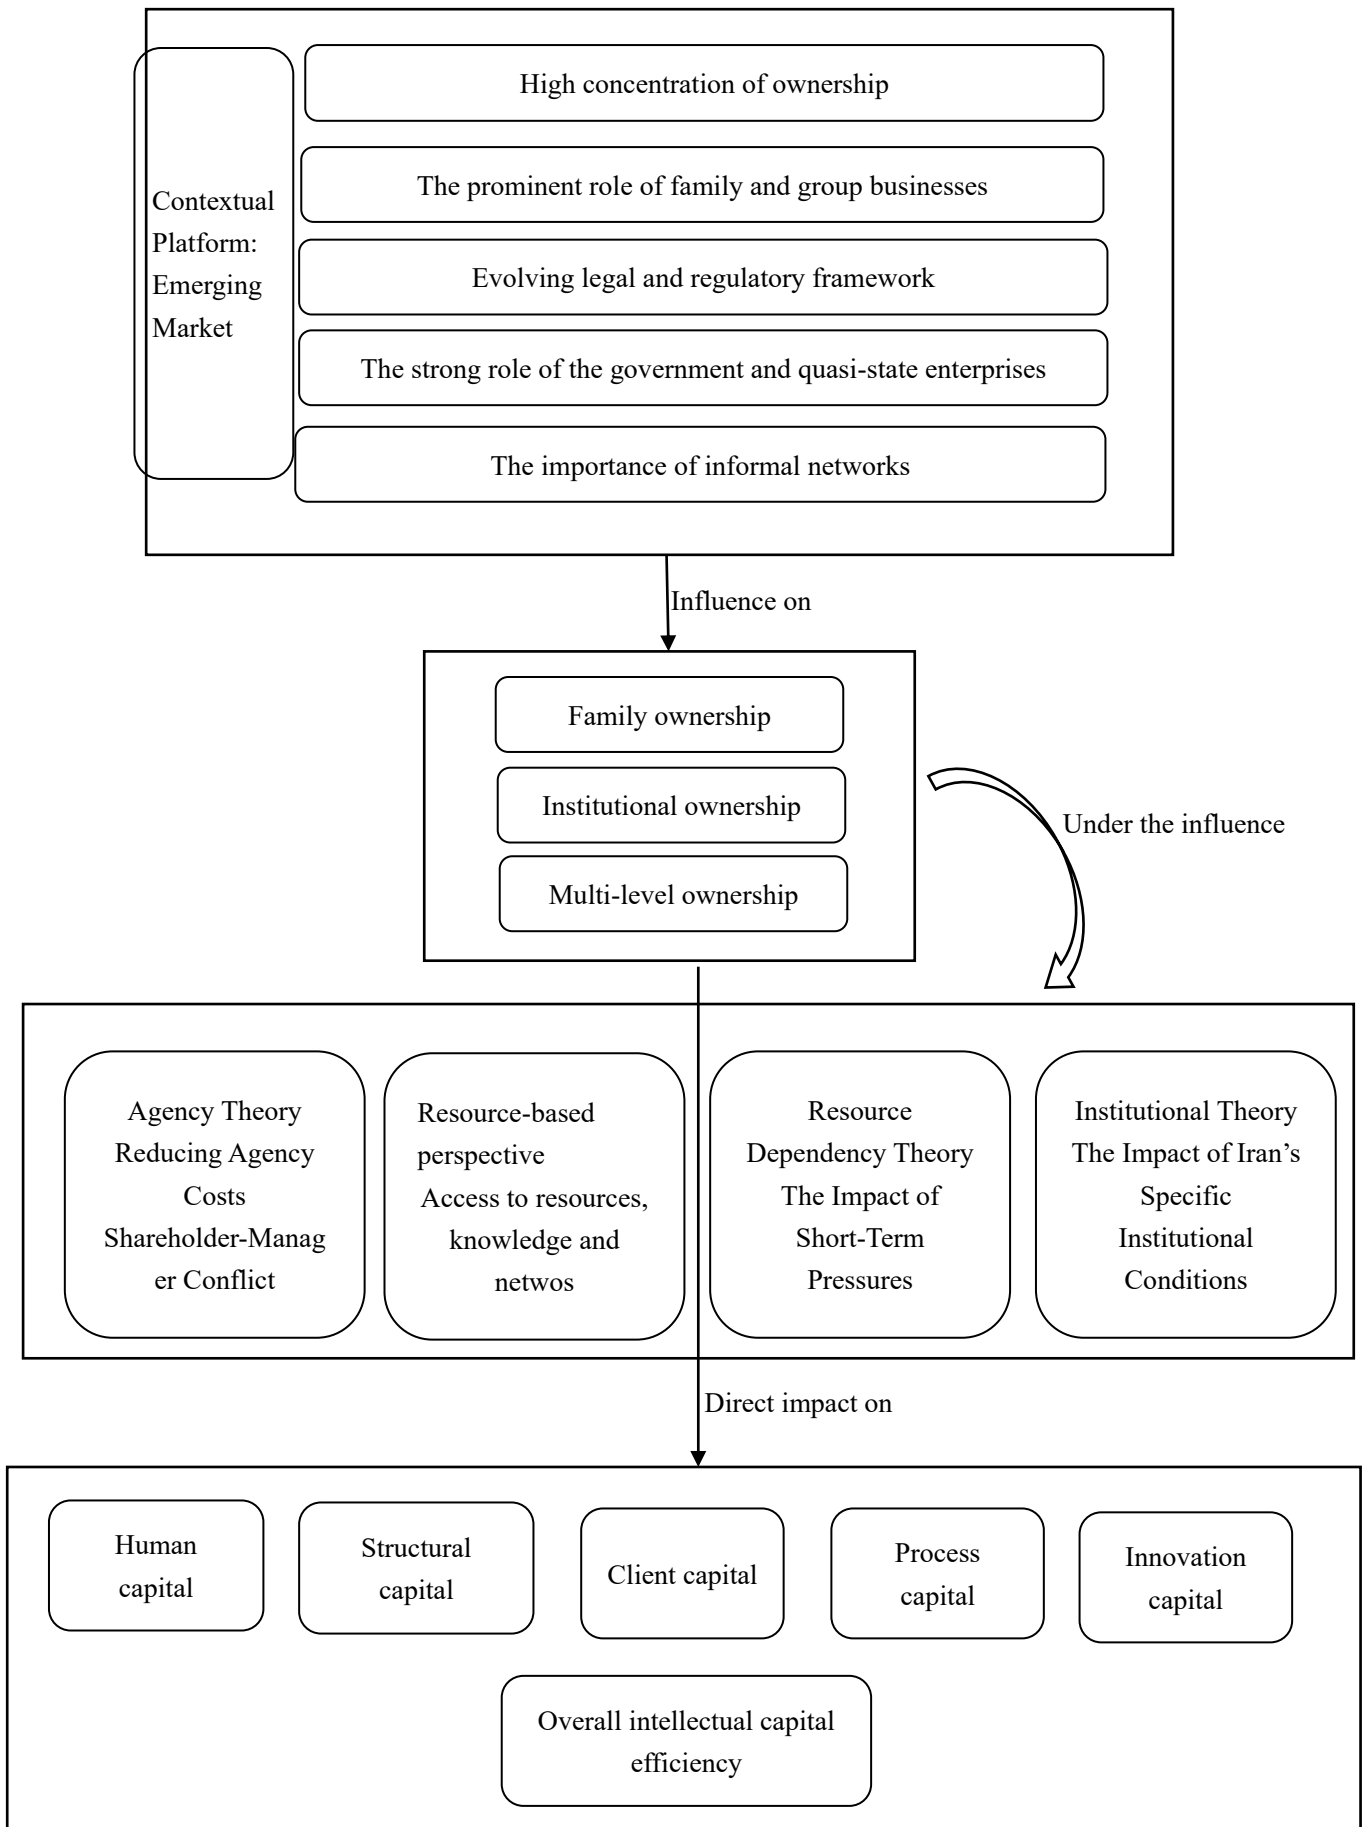 High concentration of ownership
The prominent role of family and group businesses
Contextual
Platform:
Emerging
Market
Evolving legal and regulatory framework
The strong role of the government and quasi-state enterprises
The importance of informal networks
Influence on
Family ownership
Institutional ownership
Multi-level ownership
Under the influence
Agency Theory
Reducing Agency
Costs
Shareholder-Manag
er Conflict
Resource-based
perspective
Access to resources,
knowledge and
netwos
Resource
Dependency Theory
The Impact of
Short-Term
Pressures
Institutional Theory
The Impact of Iran’s
Specific
Institutional
Conditions
Direct impact on
Human
capital
Structural
capital
Client capital
Process
capital
Innovation
capital
Overall intellectual capital
efficiency